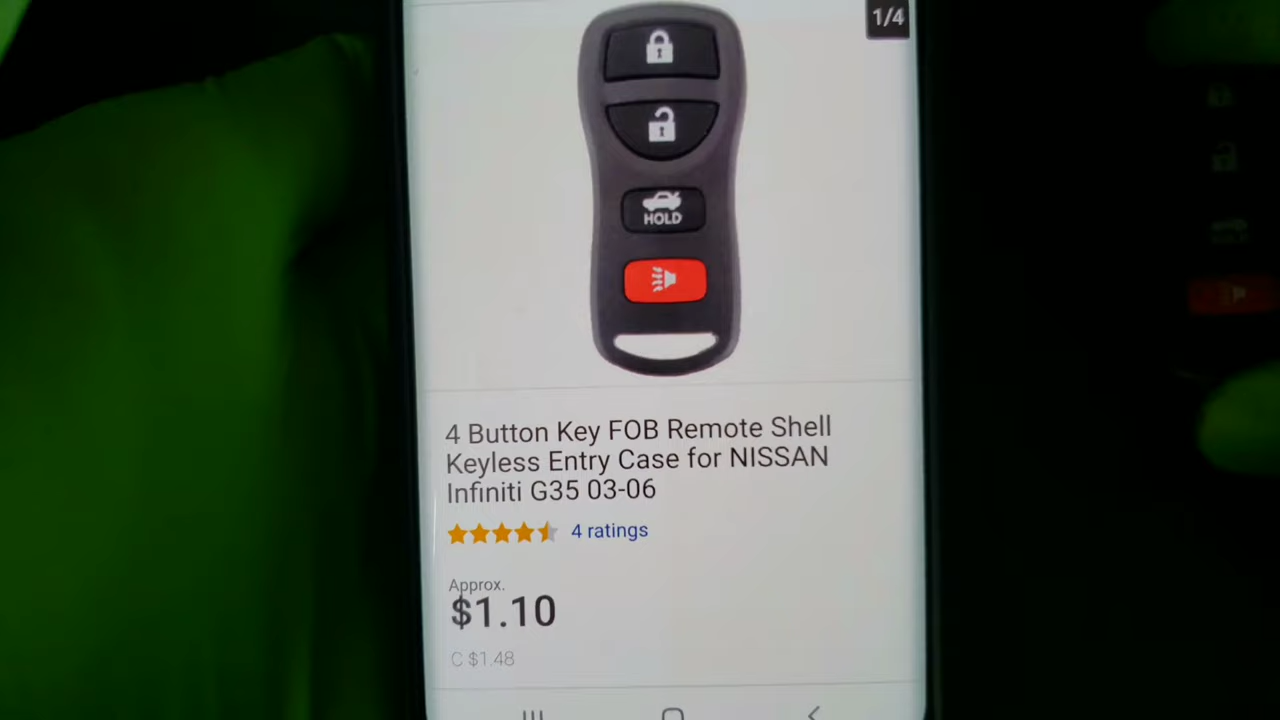 1/4
HOLD
4 Button Key FOB Remote Shell
Keyless Entry Case for NISSAN
Infiniti G35 03-06
4 ratings
Approx.
$1.10
C $1.48